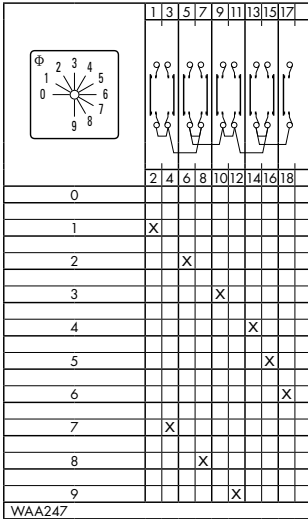 1 3 5 7 9 11 13 15 17
Φ
3
2 4
1 5
0 6
7
9 8
2 4 6 8 10 12 14 16 18
0
1 X
2 X
3 X
4 X
5 X
6 X
7 X
8 X
9 X
WAA247